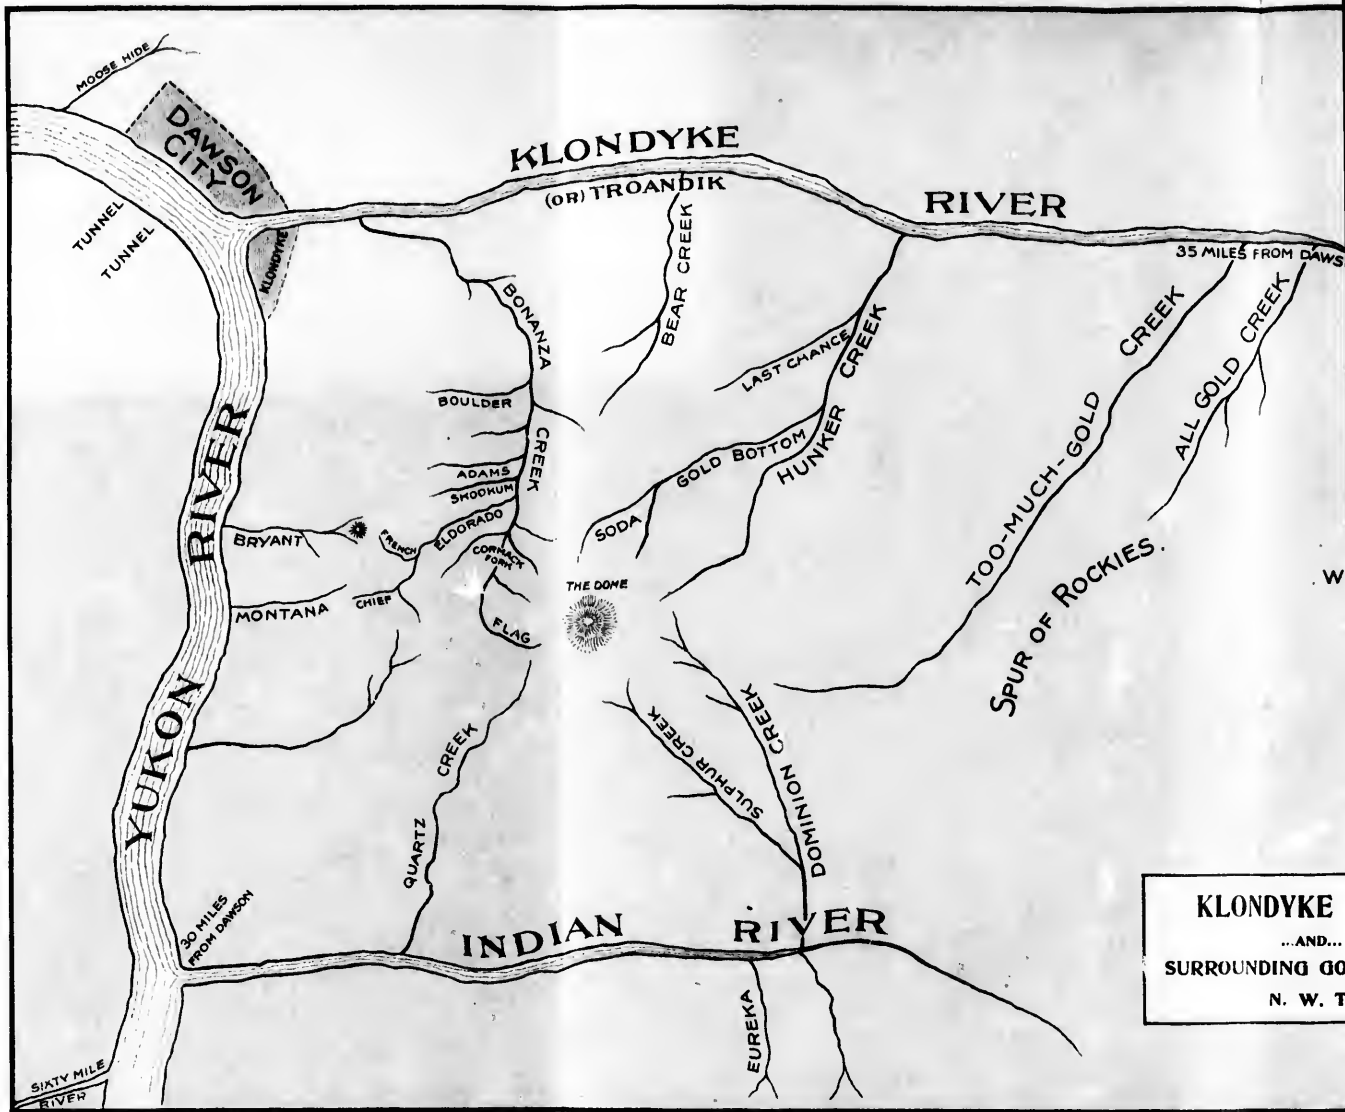 MOOSE HIDE
DAWSON
CITY
KLONDYKE
TUNNEL
TUNNEL
KLONDYKE
(OR) TROANDIK
RIVER
35 MILES FROM DAWS
BONANZA
CREEK
BEAR CREEK
BOULDER
ADAMS
SKOOKUM
ELDORADO
FRENCH
CORMACK
FORK
CHIEF
FLAG
LAST CHANCE
HUNKER CREEK
GOLD BOTTOM
SODA
TOO-MUCH-GOLD CREEK
ALL GOLD CREEK
SPUR OF ROCKIES.
W
THE DOME
BRYANT
MONTANA
YUKON RIVER
QUARTZ CREEK
SULPHUR CREEK
DOMINION CREEK
30 MILES
FROM DAWSON
INDIAN RIVER
EUREKA
SIXTY MILE
RIVER
KLONDYKE
...AND...
SURROUNDING GO
N. W. T